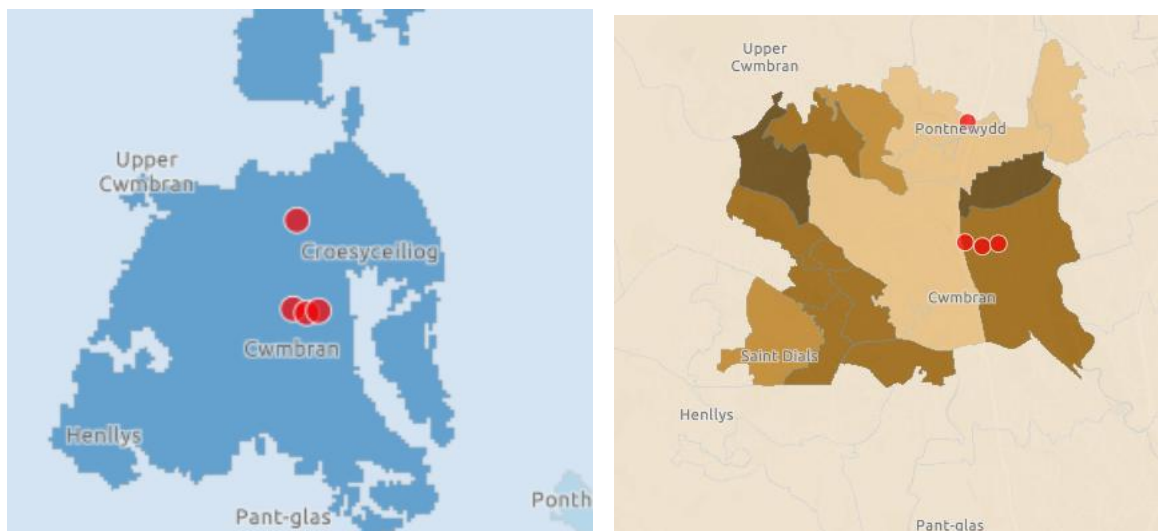 Upper
Cwmbran
Croesyceiliog
Cwmbran
Henllys
Pant-glas
Ponth
Upper
Cwmbran
Pontnewydd
Cwmbran
Saint Dials
Henllys
Pant-glas